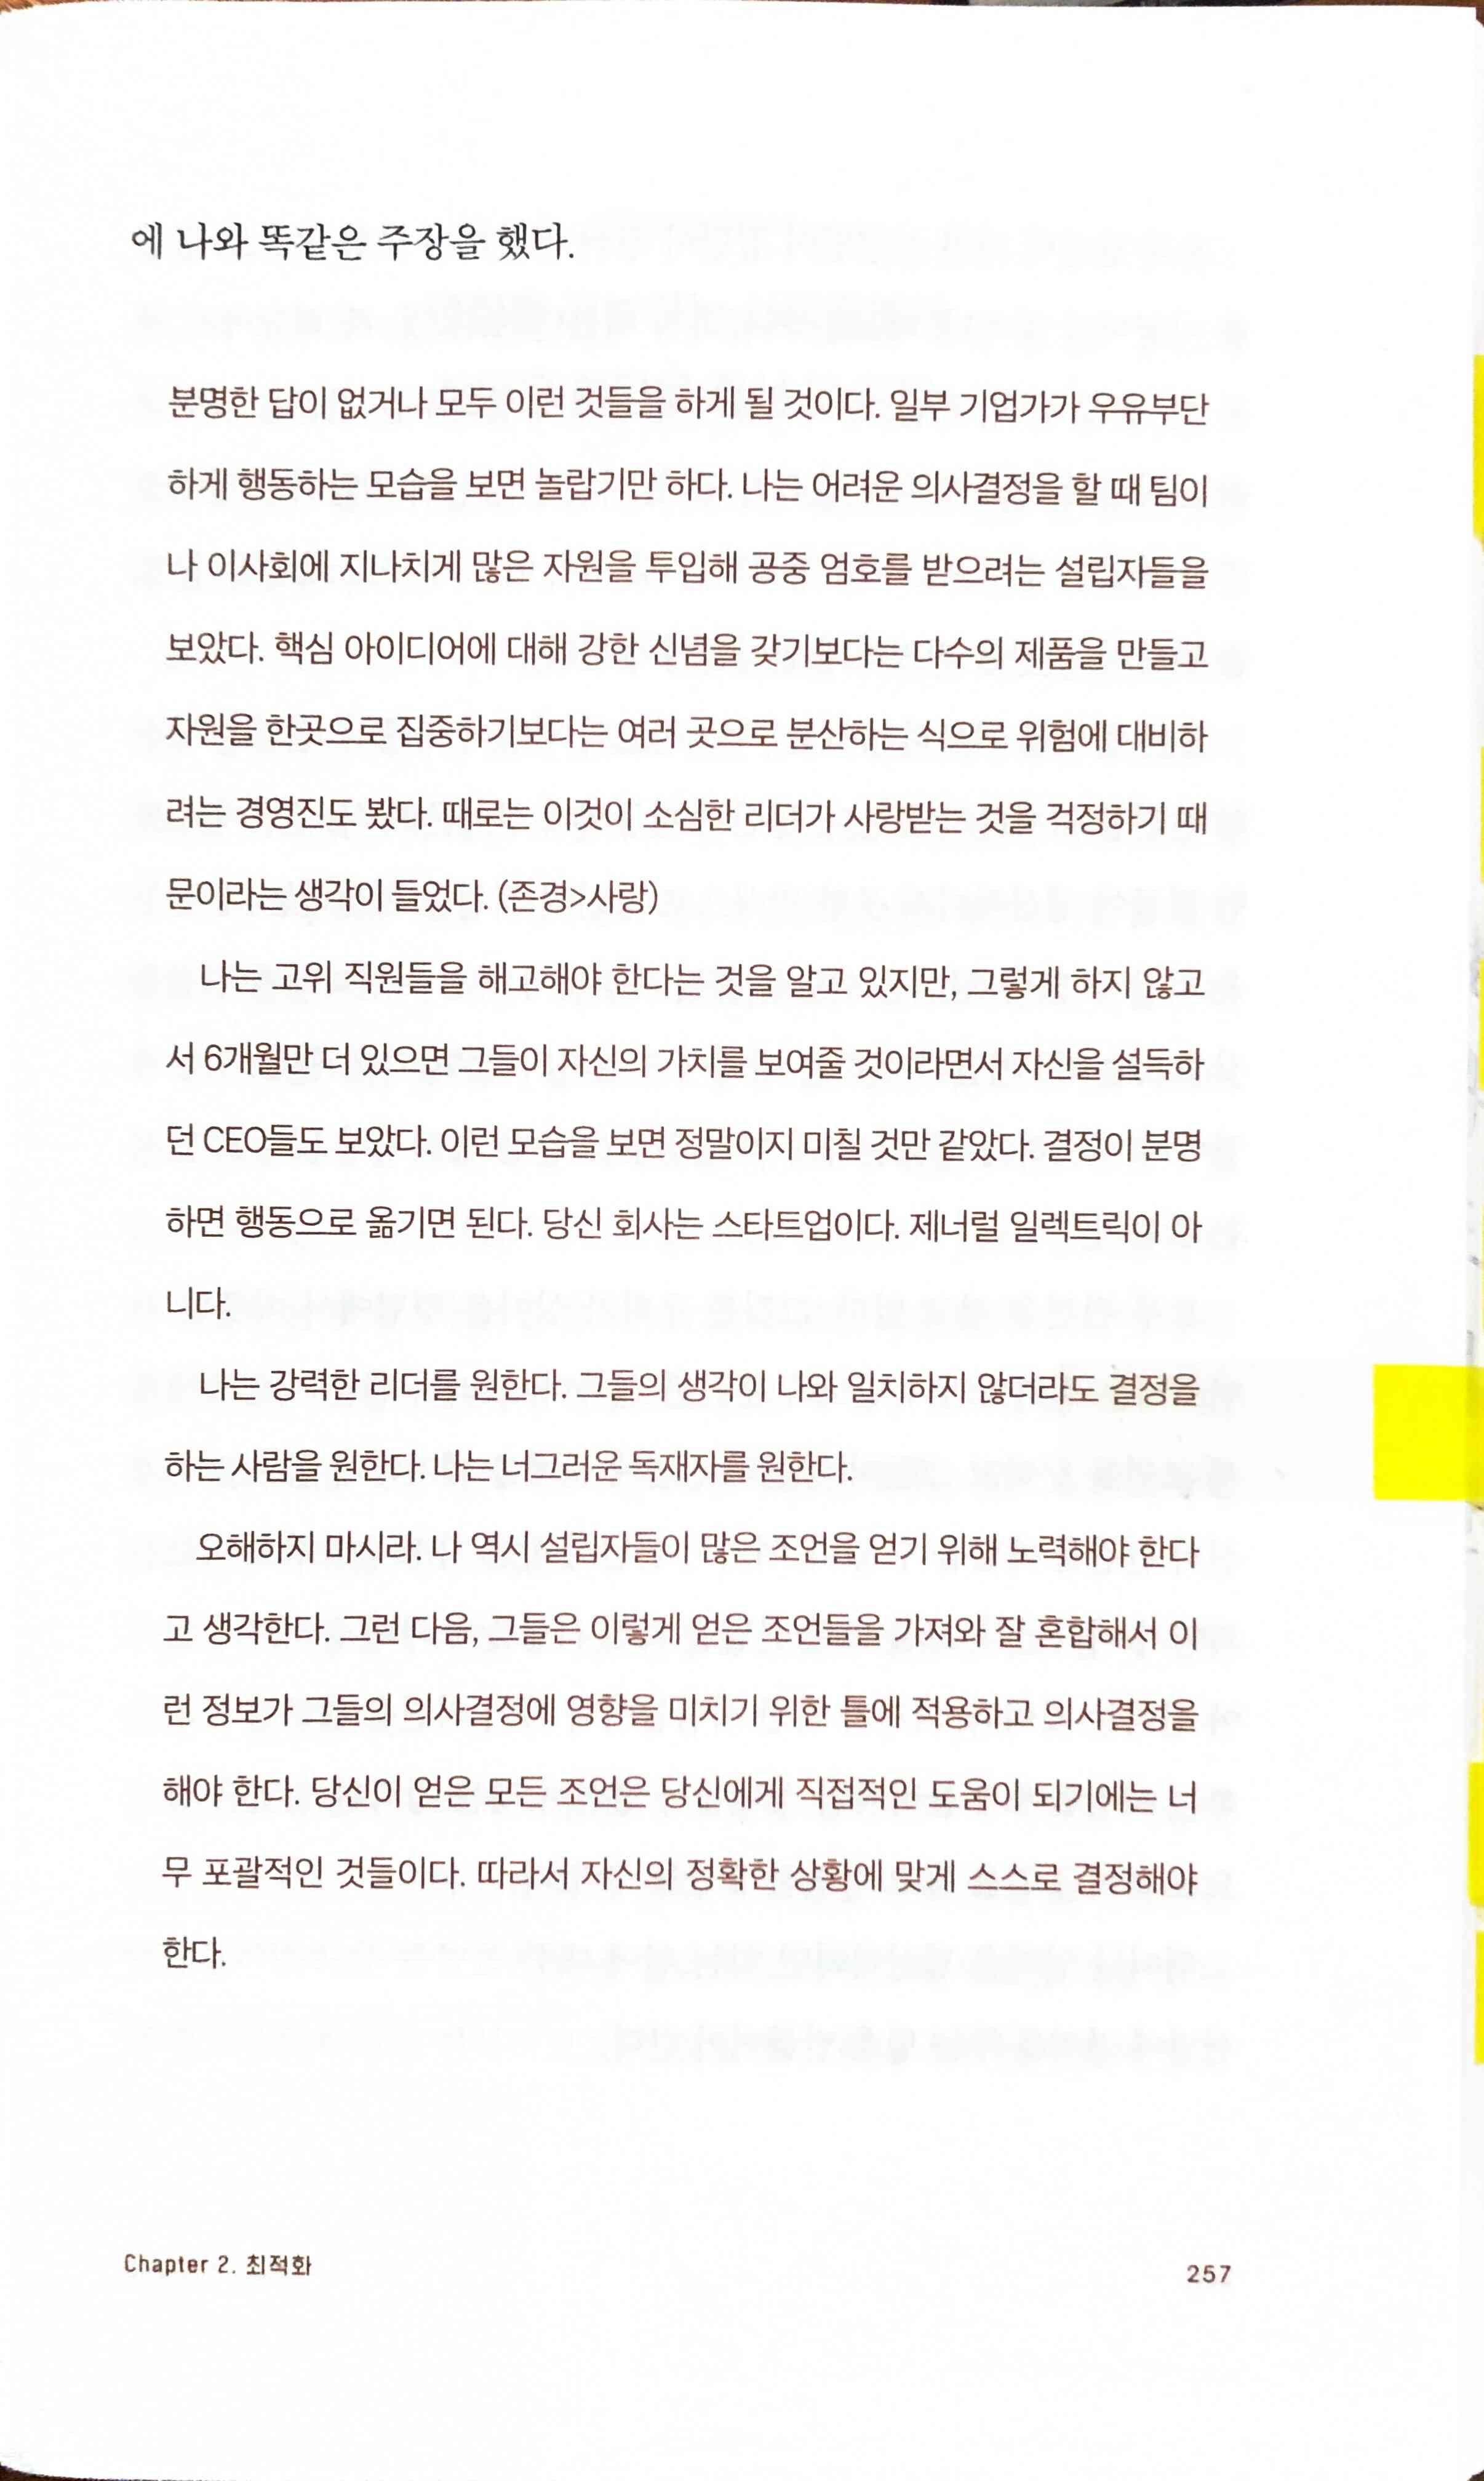 에 나와 똑같은 주장을 했다.
분명한 답이 없거나 모두 이런 것들을 하게 될 것이다. 일부 기업가가 우유부단
하게 행동하는 모습을 보면 놀랍기만 하다. 나는 어려운 의사결정을 할 때 팀이
나 이사회에 지나치게 많은 자원을 투입해 공중 엄호를 받으려는 설립자들을
보았다. 핵심 아이디어에 대해 강한 신념을 갖기보다는 다수의 제품을 만들고
자원을 한곳으로 집중하기보다는 여러 곳으로 분산하는 식으로 위험에 대비하
려는 경영진도 봤다. 때로는 이것이 소심한 리더가 사랑받는 것을 걱정하기 때
문이라는 생각이 들었다. (존경>사랑)
나는 고위 직원들을 해고해야 한다는 것을 알고 있지만, 그렇게 하지 않고
서 6개월만 더 있으면 그들이 자신의 가치를 보여줄 것이라면서 자신을 설득하
던 CEO들도 보았다. 이런 모습을 보면 정말이지 미칠 것만 같았다. 결정이 분명
하면 행동으로 옮기면 된다. 당신 회사는 스타트업이다. 제너럴 일렉트릭이 아
니다.
나는 강력한 리더를 원한다. 그들의 생각이 나와 일치하지 않더라도 결정을
하는 사람을 원한다. 나는 너그러운 독재자를 원한다.
오해하지 마시라. 나 역시 설립자들이 많은 조언을 얻기 위해 노력해야 한다
고 생각한다. 그런 다음, 그들은 이렇게 얻은 조언들을 가져와 잘 혼합해서 이
런 정보가 그들의 의사결정에 영향을 미치기 위한 틀에 적용하고 의사결정을
해야 한다. 당신이 얻은 모든 조언은 당신에게 직접적인 도움이 되기에는 너
무 포괄적인 것들이다. 따라서 자신의 정확한 상황에 맞게 스스로 결정해야
한다.
Chapter 2. 최적화
257